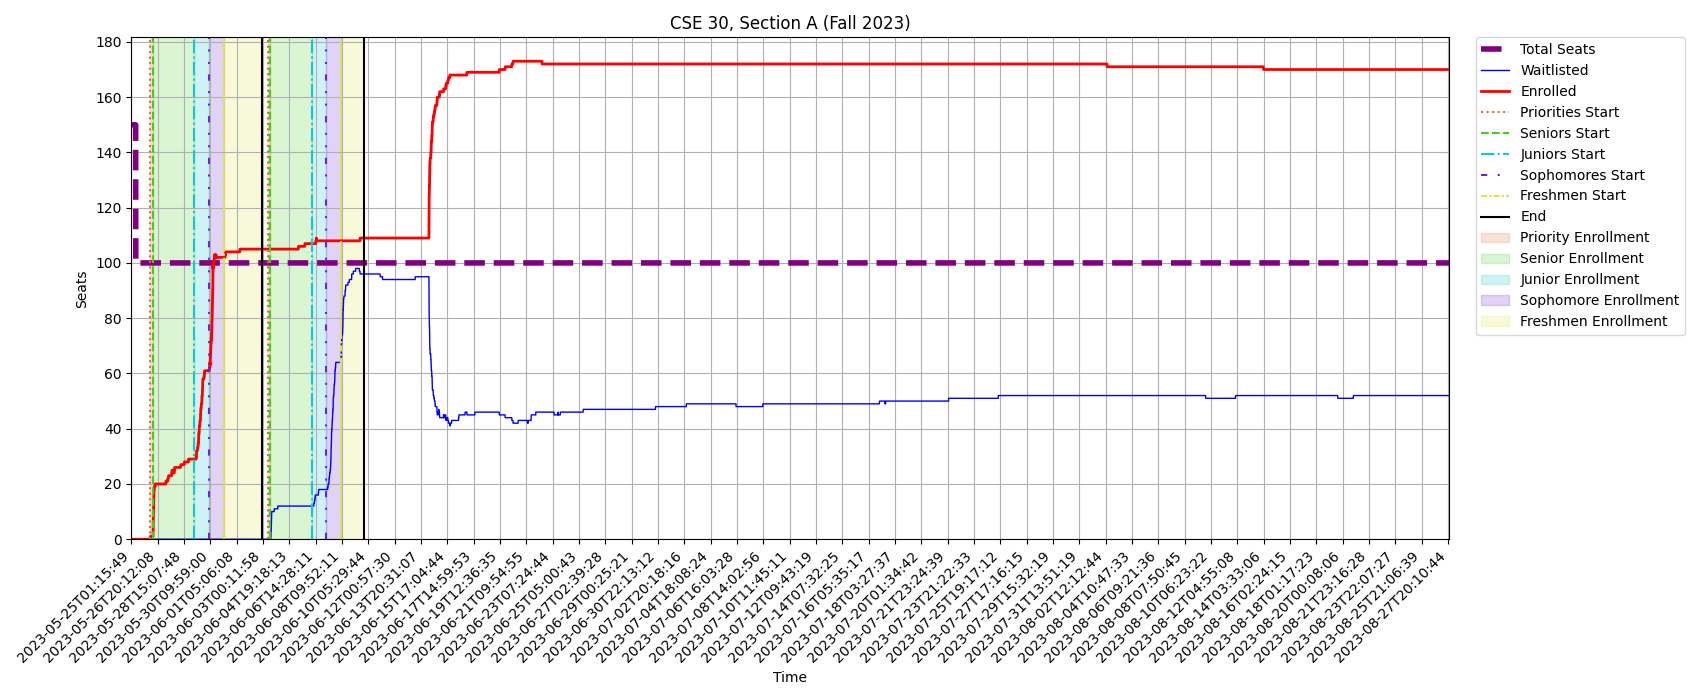 CSE 30, Section A (Fall 2023)
180
160
140
120
100
80
60
40
20
0
Seats
2023-05-25T01:15:49
2023-05-26T20:12:08
2023-05-28T15:07:48
2023-05-30T09:59:00
2023-06-01T05:06:08
2023-06-03T00:11:58
2023-06-04T19:18:13
2023-06-06T14:28:11
2023-06-08T09:52:11
2023-06-10T05:29:44
2023-06-12T00:57:30
2023-06-13T20:31:07
2023-06-15T17:04:44
2023-06-17T14:59:53
2023-06-19T12:36:35
2023-06-21T09:54:55
2023-06-23T07:24:44
2023-06-25T05:00:43
2023-06-27T02:39:28
2023-06-29T00:25:21
2023-06-30T22:13:12
2023-07-02T20:18:16
2023-07-04T18:08:24
2023-07-06T16:03:28
2023-07-08T14:02:56
2023-07-10T11:45:11
2023-07-12T09:43:19
2023-07-14T07:32:25
2023-07-16T05:35:17
2023-07-18T03:27:37
2023-07-20T01:34:42
2023-07-21T23:24:39
2023-07-23T21:22:33
2023-07-25T19:17:12
2023-07-27T17:16:15
2023-07-29T15:32:19
2023-07-31T13:51:19
2023-08-02T12:12:44
2023-08-04T10:47:33
2023-08-06T09:21:36
2023-08-08T07:50:45
2023-08-10T06:23:22
2023-08-12T04:55:08
2023-08-14T03:33:06
2023-08-16T02:24:15
2023-08-18T01:17:23
2023-08-20T00:08:06
2023-08-21T23:16:28
2023-08-23T22:07:27
2023-08-25T21:06:39
2023-08-27T20:10:44
Time
Total Seats
Waitlisted
Enrolled
Priorities Start
Seniors Start
Juniors Start
Sophomores Start
Freshmen Start
End
Priority Enrollment
Senior Enrollment
Junior Enrollment
Sophomore Enrollment
Freshmen Enrollment